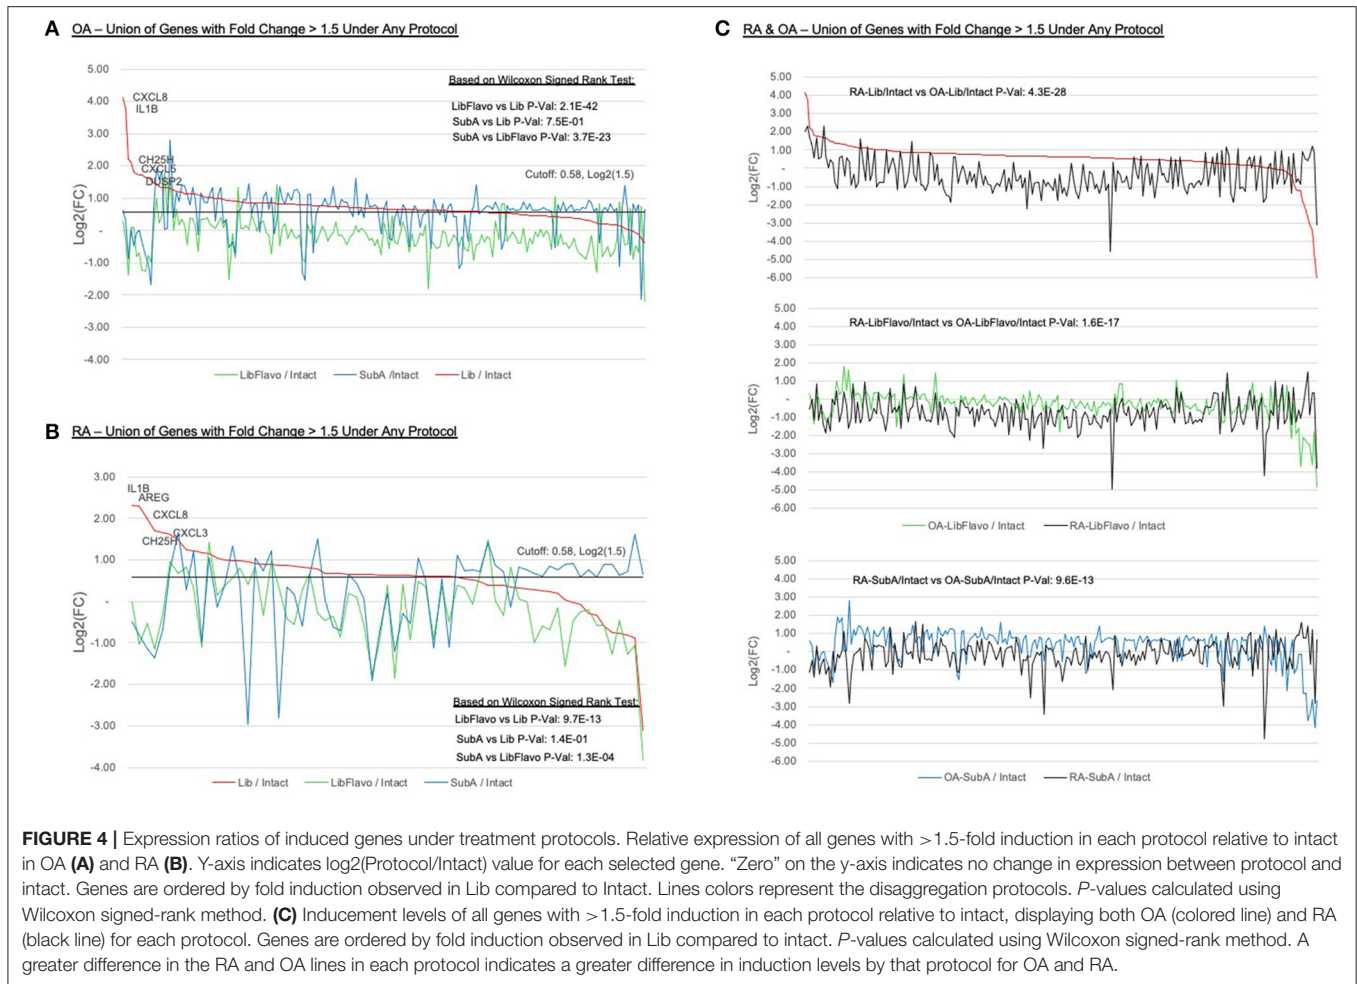 A OA – Union of Genes with Fold Change > 1.5 Under Any Protocol
5.00
4.00
3.00
2.00
1.00
-
-1.00
-2.00
-3.00
-4.00
Log2(FC)
CXCL8
IL1B
CH25H
CXCL5
DUSP2
Based on Wilcoxon Signed Rank Test:
LibFlavo vs Lib P-Val: 2.1E-42
SubA vs Lib P-Val: 7.5E-01
SubA vs LibFlavo P-Val: 3.7E-23
Cutoff: 0.58, Log2(1.5)
LibFlavo / Intact SubA /Intact Lib / Intact
B RA – Union of Genes with Fold Change > 1.5 Under Any Protocol
3.00
2.00
1.00
-
-1.00
-2.00
-3.00
-4.00
Log2(FC)
IL1B
AREG
CXCL8
CXCL3
CH25H
Cutoff: 0.58, Log2(1.5)
Based on Wilcoxon Signed Rank Test:
LibFlavo vs Lib P-Val: 9.7E-13
SubA vs Lib P-Val: 1.4E-01
SubA vs LibFlavo P-Val: 1.3E-04
Lib / Intact LibFlavo / Intact SubA / Intact
C RA & OA – Union of Genes with Fold Change > 1.5 Under Any Protocol
5.00
4.00
3.00
2.00
1.00
-
-1.00
-2.00
-3.00
-4.00
-5.00
-6.00
Log2(FC)
RA-Lib/Intact vs OA-Lib/Intact P-Val: 4.3E-28
5.00
4.00
3.00
2.00
1.00
-
-1.00
-2.00
-3.00
-4.00
-5.00
-6.00
Log2(FC)
RA-LibFlavo/Intact vs OA-LibFlavo/Intact P-Val: 1.6E-17
OA-LibFlavo / Intact RA-LibFlavo / Intact
5.00
4.00
3.00
2.00
1.00
-
-1.00
-2.00
-3.00
-4.00
-5.00
-6.00
Log2(FC)
RA-SubA/Intact vs OA-SubA/Intact P-Val: 9.6E-13
OA-SubA / Intact RA-SubA / Intact
FIGURE 4 | Expression ratios of induced genes under treatment protocols. Relative expression of all genes with >1.5-fold induction in each protocol relative to intact
in OA (A) and RA (B). Y-axis indicates log2(Protocol/Intact) value for each selected gene. “Zero” on the y-axis indicates no change in expression between protocol and
intact. Genes are ordered by fold induction observed in Lib compared to Intact. Lines colors represent the disaggregation protocols. P-values calculated using
Wilcoxon signed-rank method. (C) Inducement levels of all genes with >1.5-fold induction in each protocol relative to intact, displaying both OA (colored line) and RA
(black line) for each protocol. Genes are ordered by fold induction observed in Lib compared to intact. P-values calculated using Wilcoxon signed-rank method. A
greater difference in the RA and OA lines in each protocol indicates a greater difference in induction levels by that protocol for OA and RA.